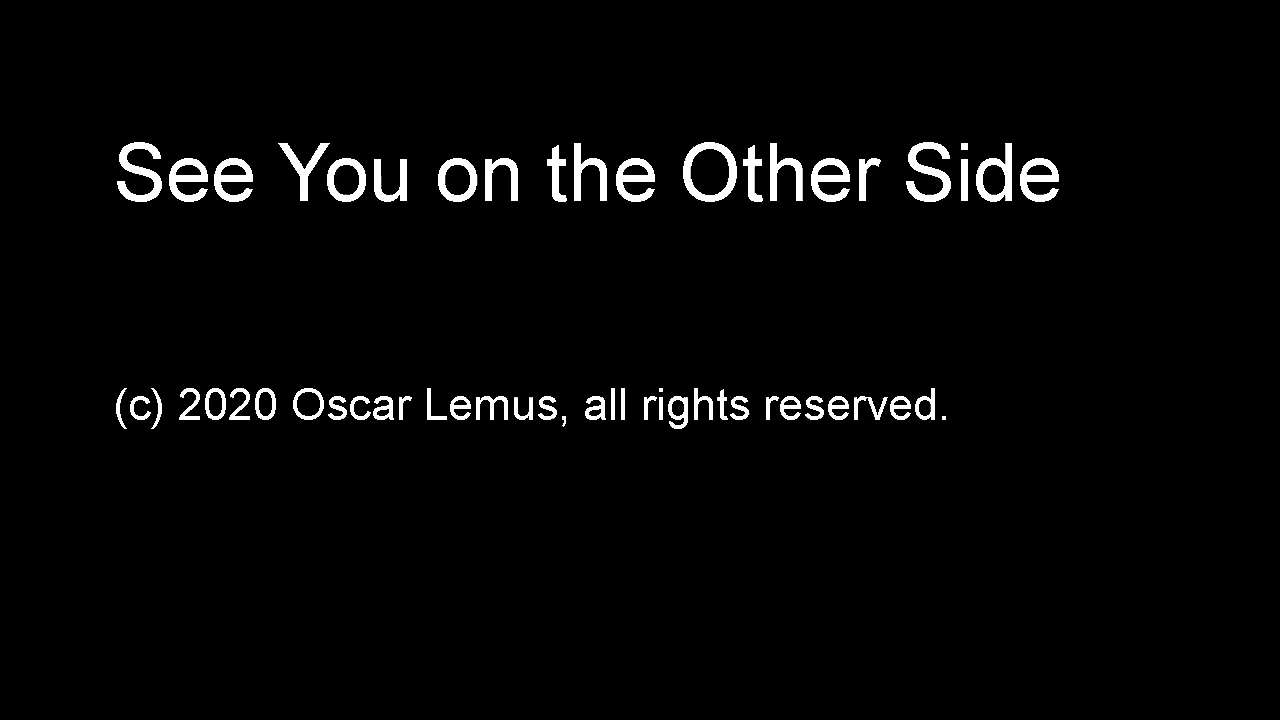 See You on the Other Side
(c) 2020 Oscar Lemus, all rights reserved.